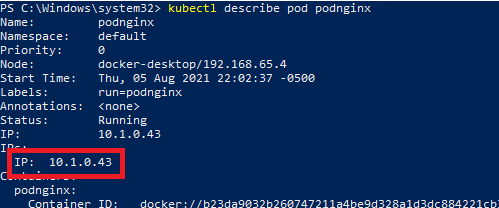 PS C:\Windows\system32> kubectl describe pod podnginx
Name: podnginx
Namespace: default
Priority: 0
Node: docker-desktop/192.168.65.4
Start Time: Thu, 05 Aug 2021 22:02:37 -0500
Labels: run=podnginx
Annotations: <none>
Status: Running
IP: 10.1.0.43
IPs:
IP: 10.1.0.43
Containers:
podnginx:
Container ID: docker://b23da9032b260747211a4be9d328a1d3dc884221cb